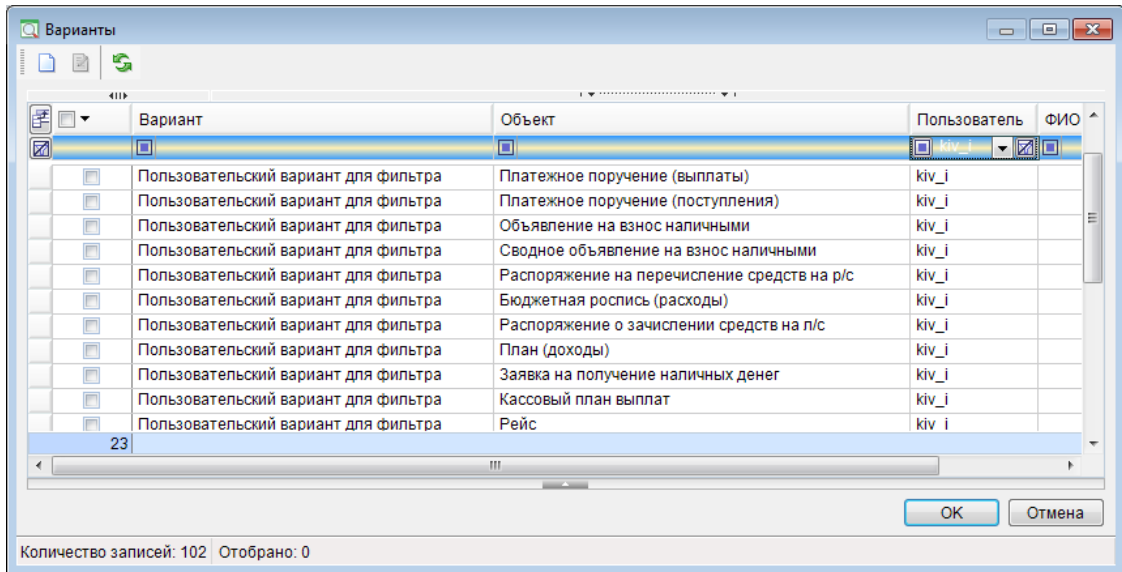 Варианты
Вариант Объект Пользователь ФИО
kiv_i
Пользовательский вариант для фильтра Платежное поручение (выплаты) kiv_i
Пользовательский вариант для фильтра Платежное поручение (поступления) kiv_i
Пользовательский вариант для фильтра Объявление на взнос наличными kiv_i
Пользовательский вариант для фильтра Сводное объявление на взнос наличными kiv_i
Пользовательский вариант для фильтра Распоряжение на перечисление средств на р/с kiv_i
Пользовательский вариант для фильтра Бюджетная роспись (расходы) kiv_i
Пользовательский вариант для фильтра Распоряжение о зачислении средств на л/с kiv_i
Пользовательский вариант для фильтра План (доходы) kiv_i
Пользовательский вариант для фильтра Заявка на получение наличных денег kiv_i
Пользовательский вариант для фильтра Кассовый план выплат kiv_i
Пользовательский вариант для фильтра Рейс kiv_i
23
OK Отмена
Количество записей: 102 Отобрано: 0